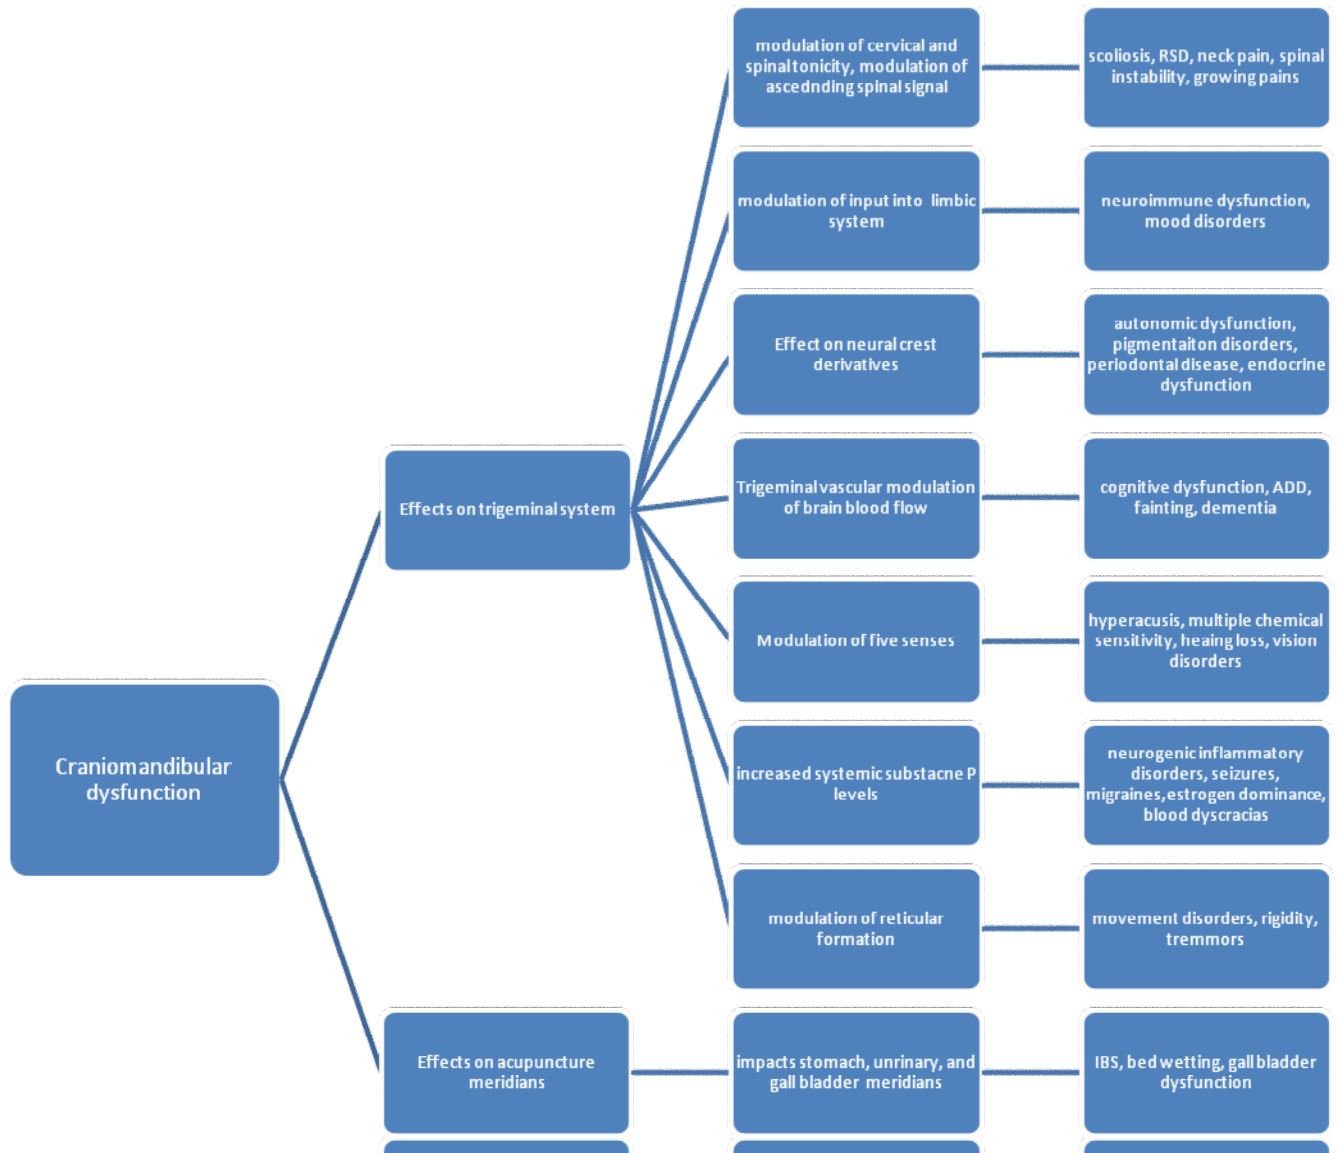 modulation of cervical and
spinal tonicity, modulation of
ascednding spinal signal
scoliosis, RSD, neck pain, spinal
instability, growing pains
modulation of input into limbic
system
neuroimmune dysfunction,
mood disorders
Effect on neural crest
derivatives
autonomic dysfunction,
pigmentaiton disorders,
periodontal disease, endocrine
dysfunction
Effects on trigeminal system
Trigeminal vascular modulation
of brain blood flow
cognitive dysfunction, ADD,
fainting, dementia
Modulation of five senses
hyperacusis, multiple chemical
sensitivity, heaing loss, vision
disorders
Craniomandibular
dysfunction
increased systemic substacne P
levels
neurogenic inflammatory
disorders, seizures,
migraines, estrogen dominance,
blood dyscracias
modulation of reticular
formation
movement disorders, rigidity,
tremmors
Effects on acupuncture
meridians
impacts stomach, unrinary, and
gall bladder meridians
IBS, bed wetting, gall bladder
dysfunction